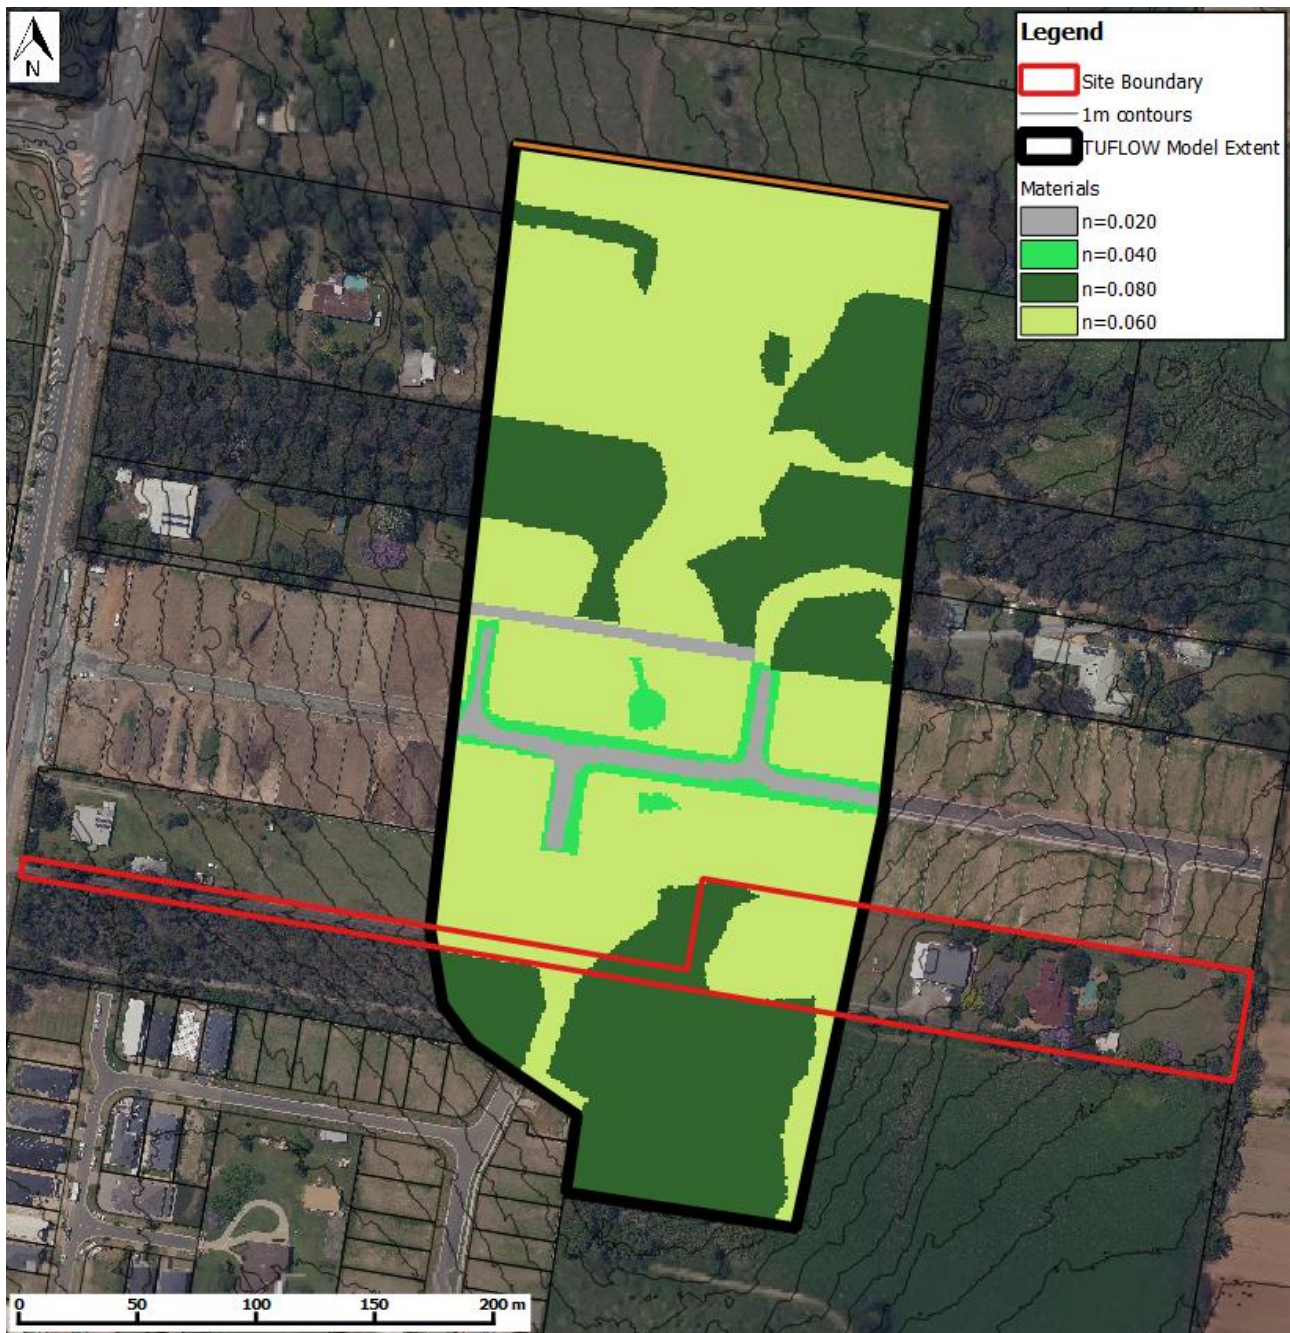 N
Legend
Site Boundary
1m contours
TUFLOW Model Extent
Materials
n=0.020
n=0.040
n=0.080
n=0.060
0 50 100 150 200 m